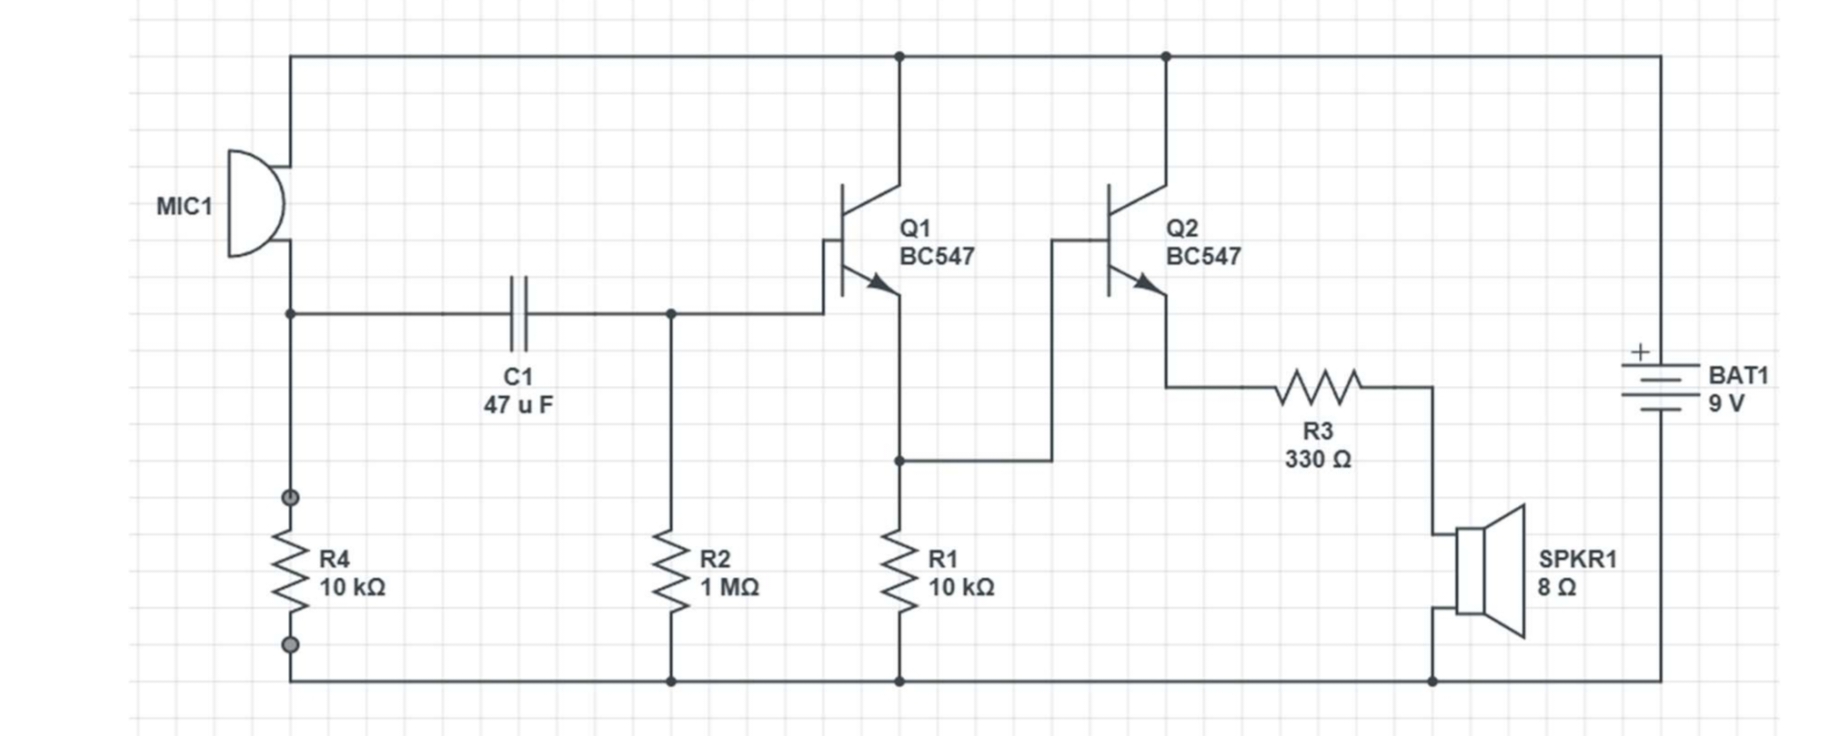 MIC1
C1
47 u F
Q1
BC547
Q2
BC547
R3
330 Ω
+
BAT1
9 V
R4
10 kΩ
R2
1 MΩ
R1
10 kΩ
SPKR1
8 Ω